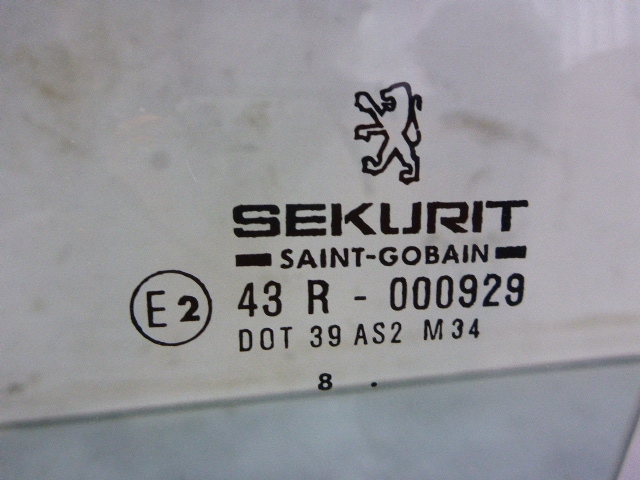 SEKURIT
SAINT-GOBAIN
E2 43 R - 000929
DOT 39 AS2 M34
8 .